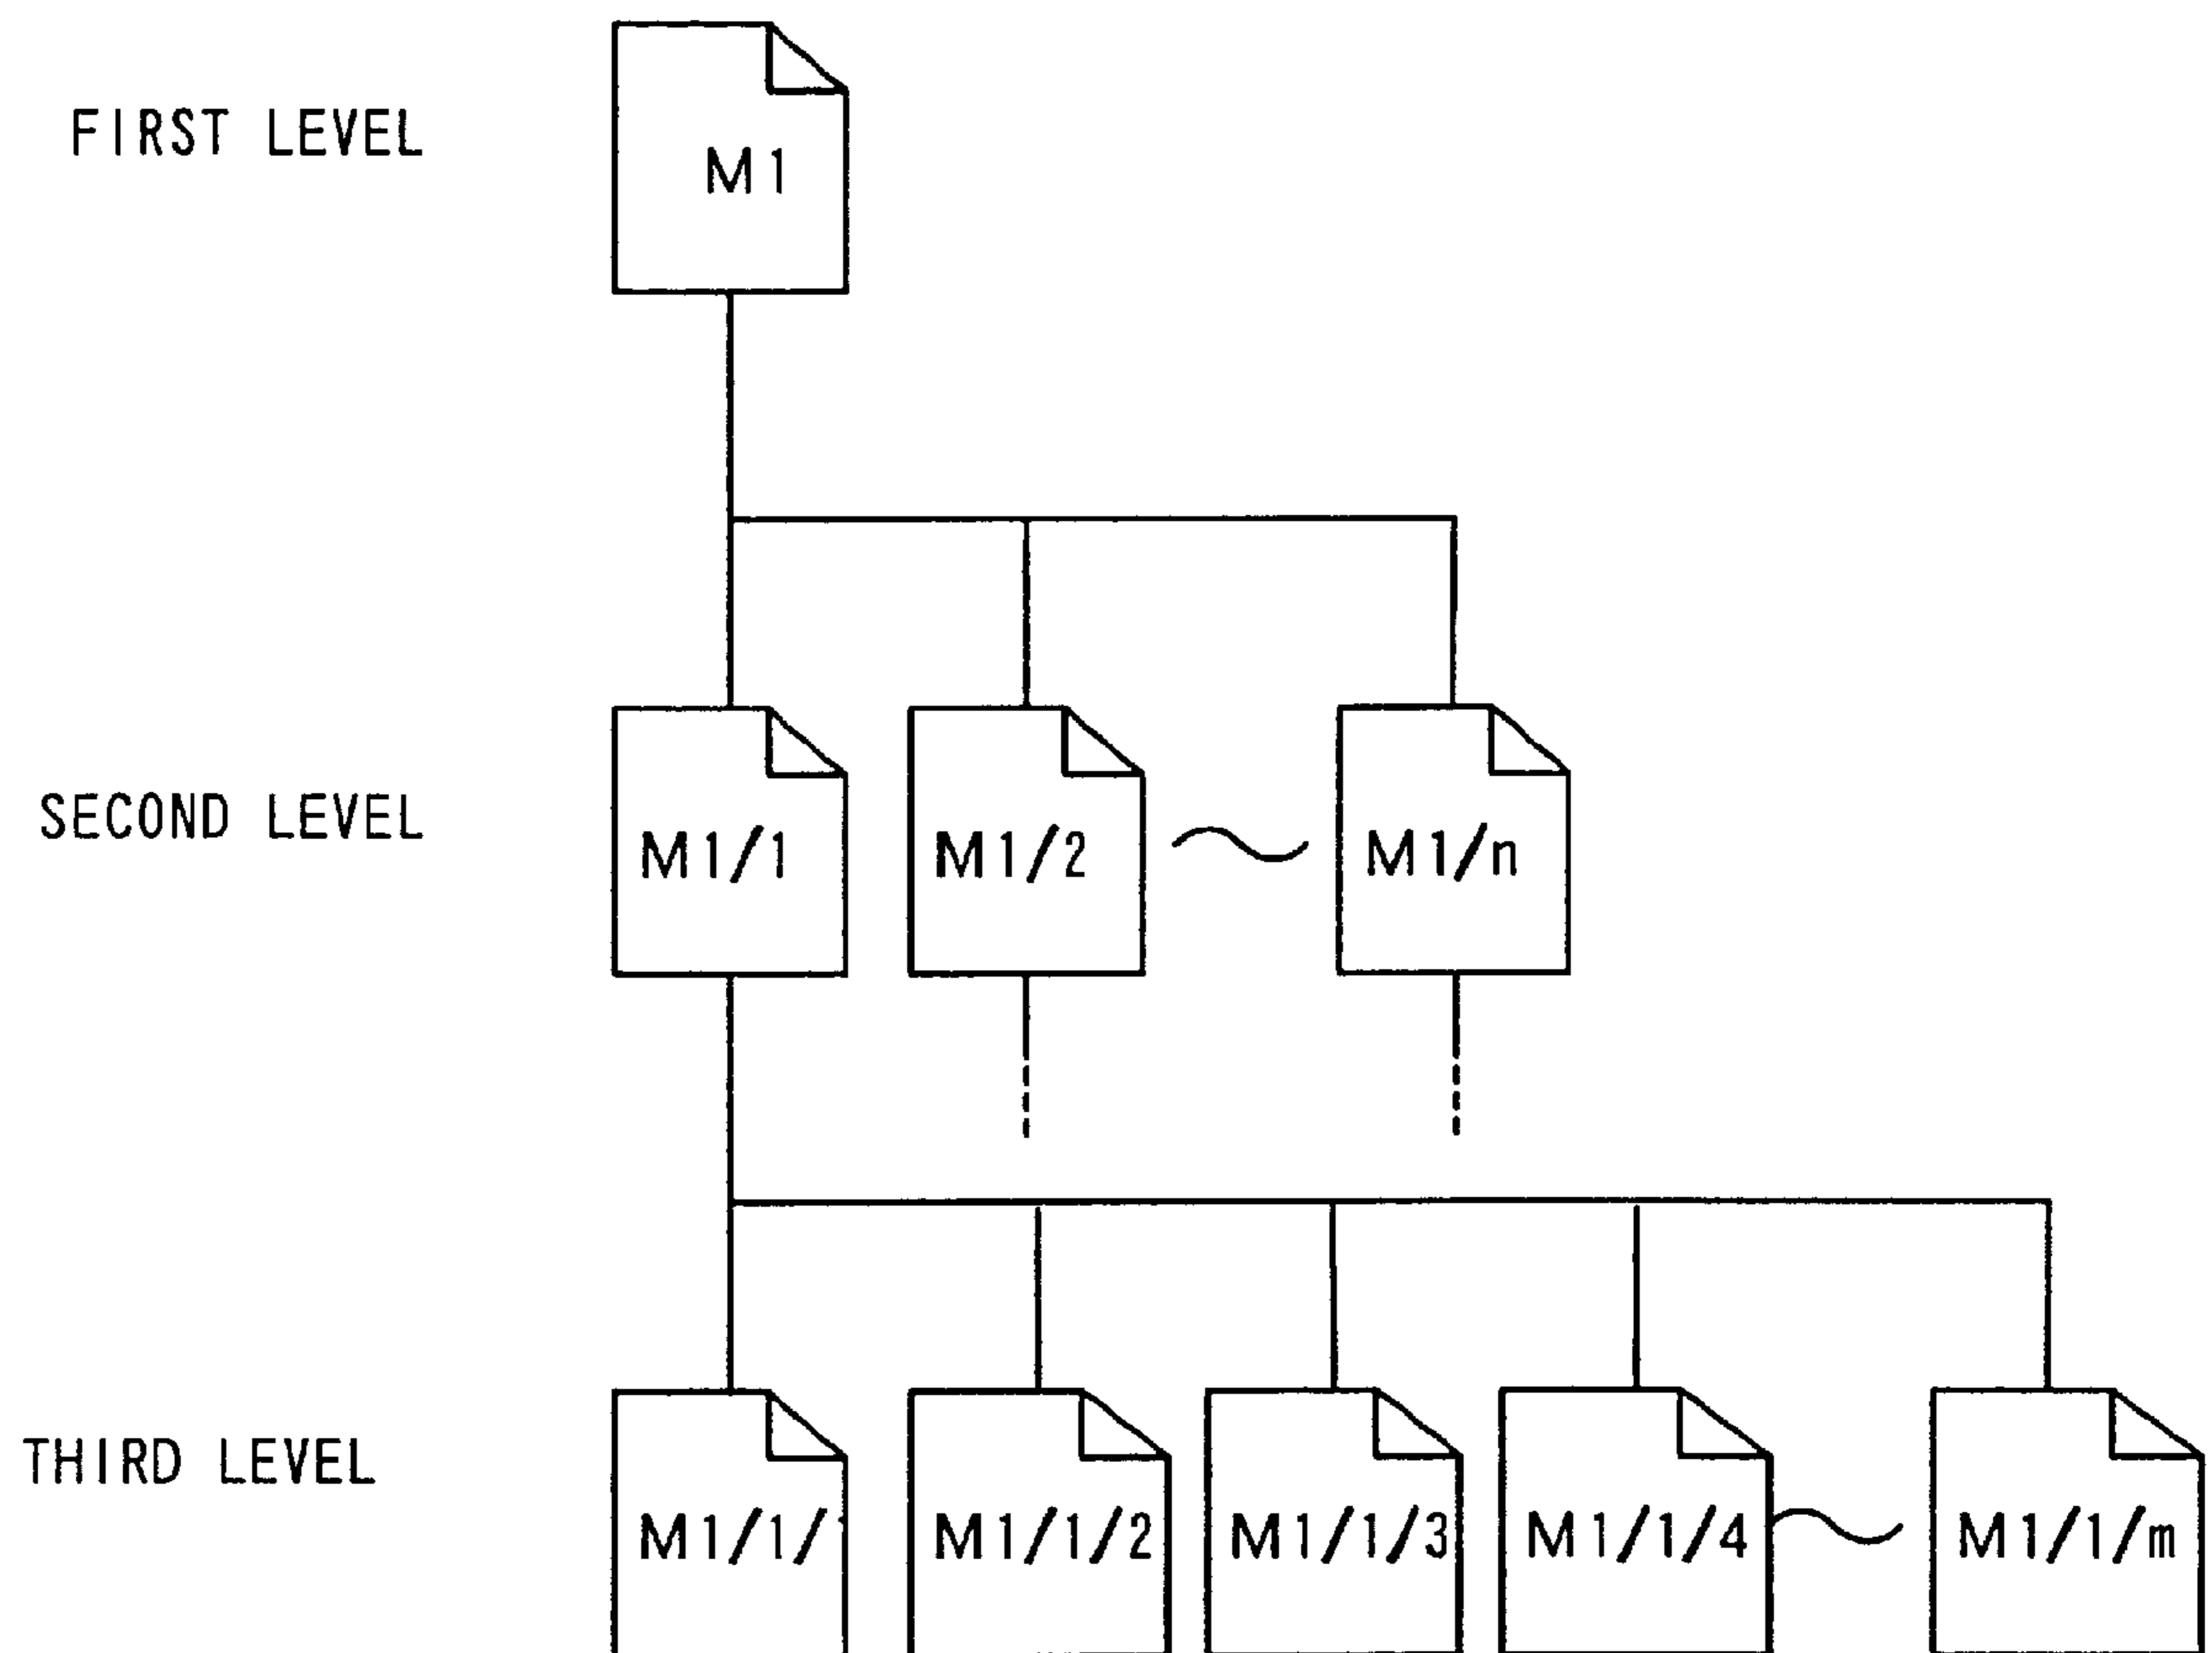 FIRST LEVEL
M1
SECOND LEVEL
M1/1
M1/2
M1/n
THIRD LEVEL
M1/1/1
M1/1/2
M1/1/3
M1/1/4
M1/1/m